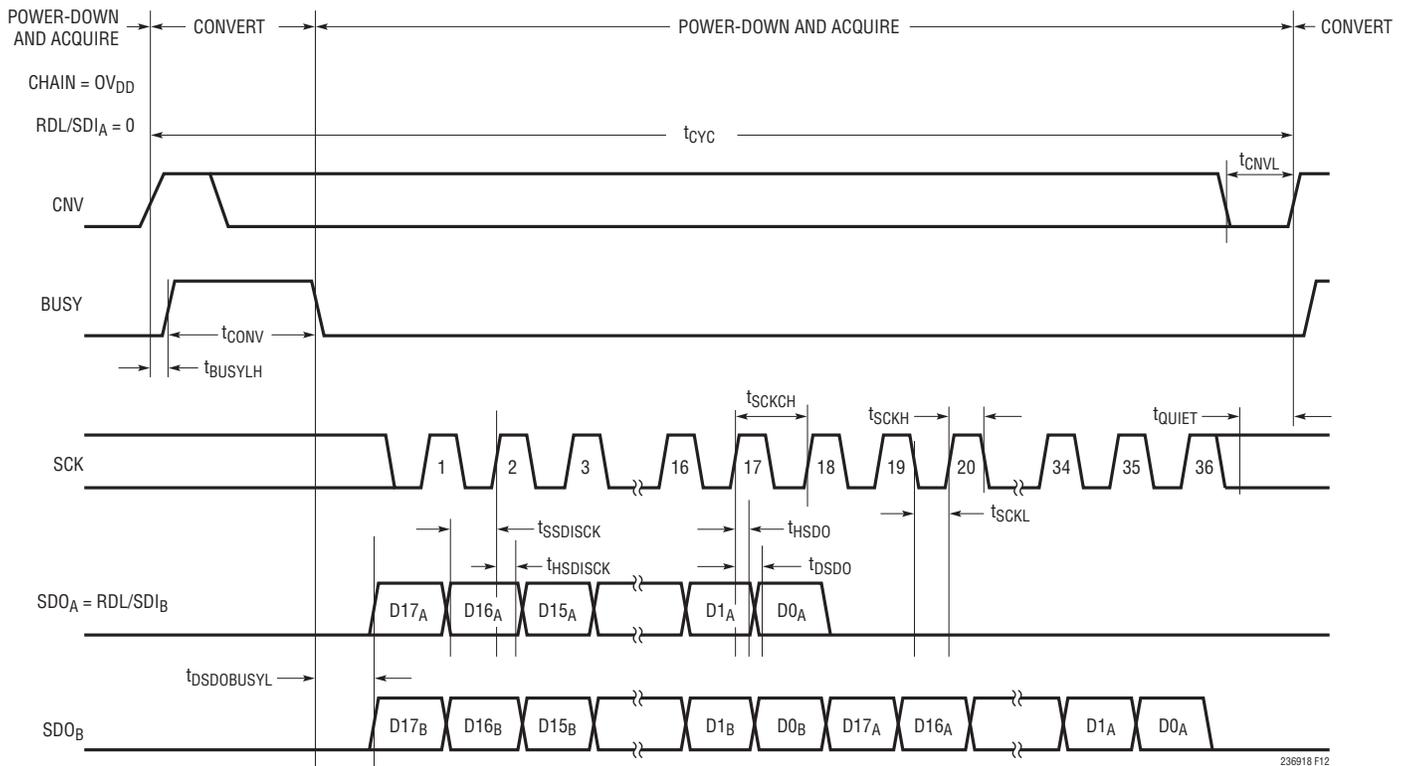 POWER-DOWN
AND ACQUIRE
CONVERT
POWER-DOWN AND ACQUIRE
CONVERT
CHAIN = OVDD
RDL/SDIA = 0
tCYC
tCNVL
CNV
BUSY
tCONV
tBUSYLH
tSCKCH
tSCKH
tQUIET
SCK
1 2 3 16 17 18 19 20 34 35 36
tSSDISCK
tHSDO
tSCKL
tHSDISCK
tDSDO
SDOA = RDL/SDIB
D17A D16A D15A D1A D0A
tDSDOBUSYL
SDOB
D17B D16B D15B D1B D0B D17A D16A D1A D0A
236918 F12